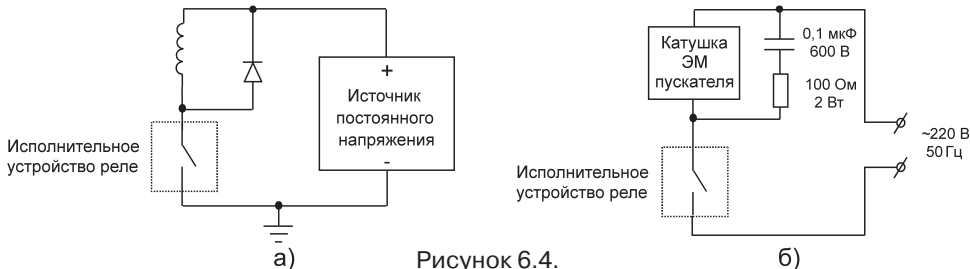 +
Источник
постоянного
напряжения
-
Исполнительное
устройство реле
а)
Катушка
ЭМ
пускателя
0,1 мкФ
600 В
100 Ом
2 Вт
~220 В
50 Гц
Исполнительное
устройство реле
б)
Рисунок 6.4.